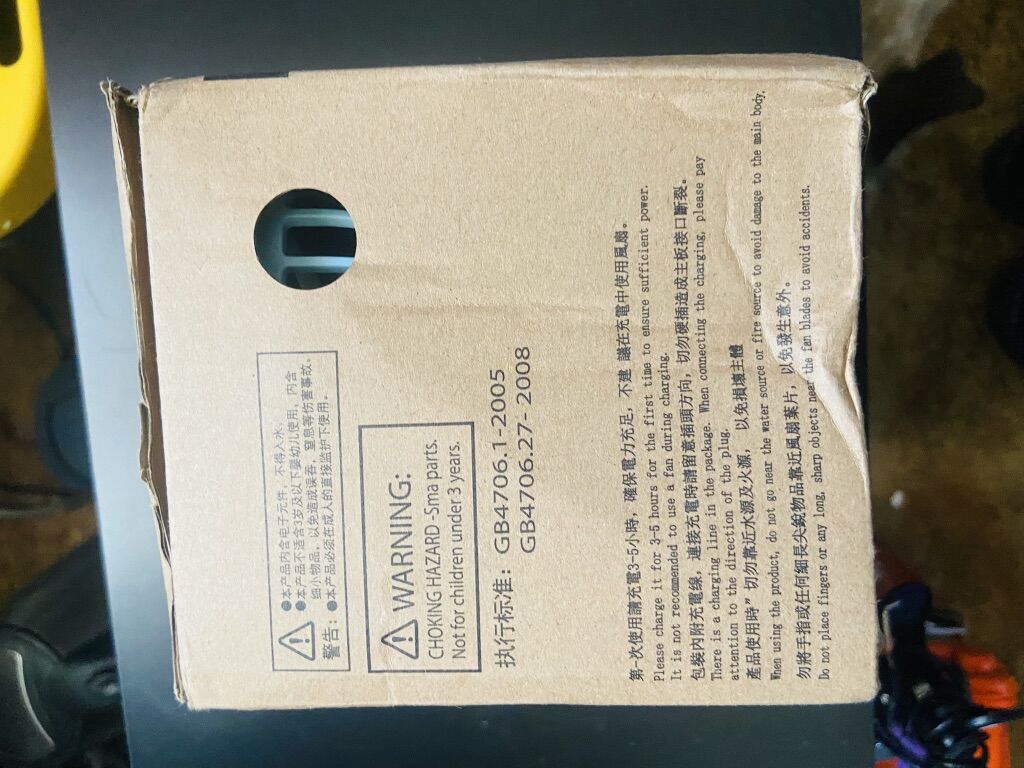 警告:
●本产品内含电子元件，不得入水。
●本产品不适合3岁及以下婴幼儿使用，内含
细小物品，以免造成误吞，窒息等伤害事故。
●本产品必须在成人的直接监护下使用。
WARNING:
CHOKING HAZARD -Sma parts.
Not for children under 3 years.
执行标准: GB4706.1-2005
GB4706.27-2008
第一次使用請充電3-5小時，確保電力充足，不建 議在充電中使用風扇。
Please charge it for 3-5 hours for the first time to ensure sufficient power.
It is not recommended to use a fan during charging.
包裝內附充電線，連接充電時請留意插頭方向，切勿硬插造成主板接口斷裂。
There is a charging line in the package. When connecting the charging, please pay
attention to the direction of the plug.
產品使用時" 切勿靠近水源及火源， 以免損壞主體
When using the product, do not go near the water source or fire source to avoid damage to the main body.
勿將手指或任何細長尖銳物品靠近風扇葉片，以免發生意外。
Do not place fingers or any long, sharp objects near the fan blades to avoid accidents.